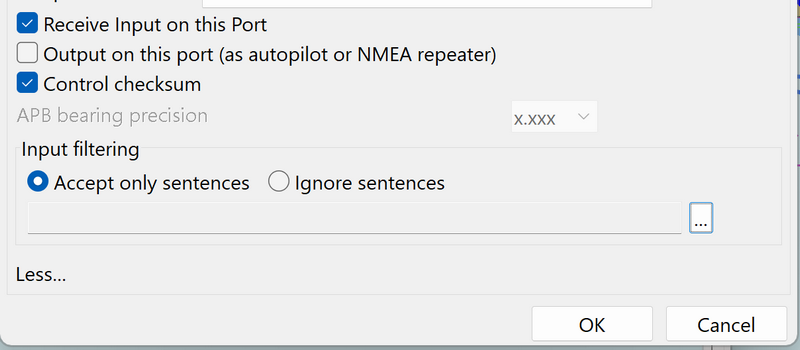 Receive Input on this Port
Output on this port (as autopilot or NMEA repeater)
Control checksum
APB bearing precision x.xxx
Input filtering
Accept only sentences Ignore sentences
...
Less...
OK Cancel